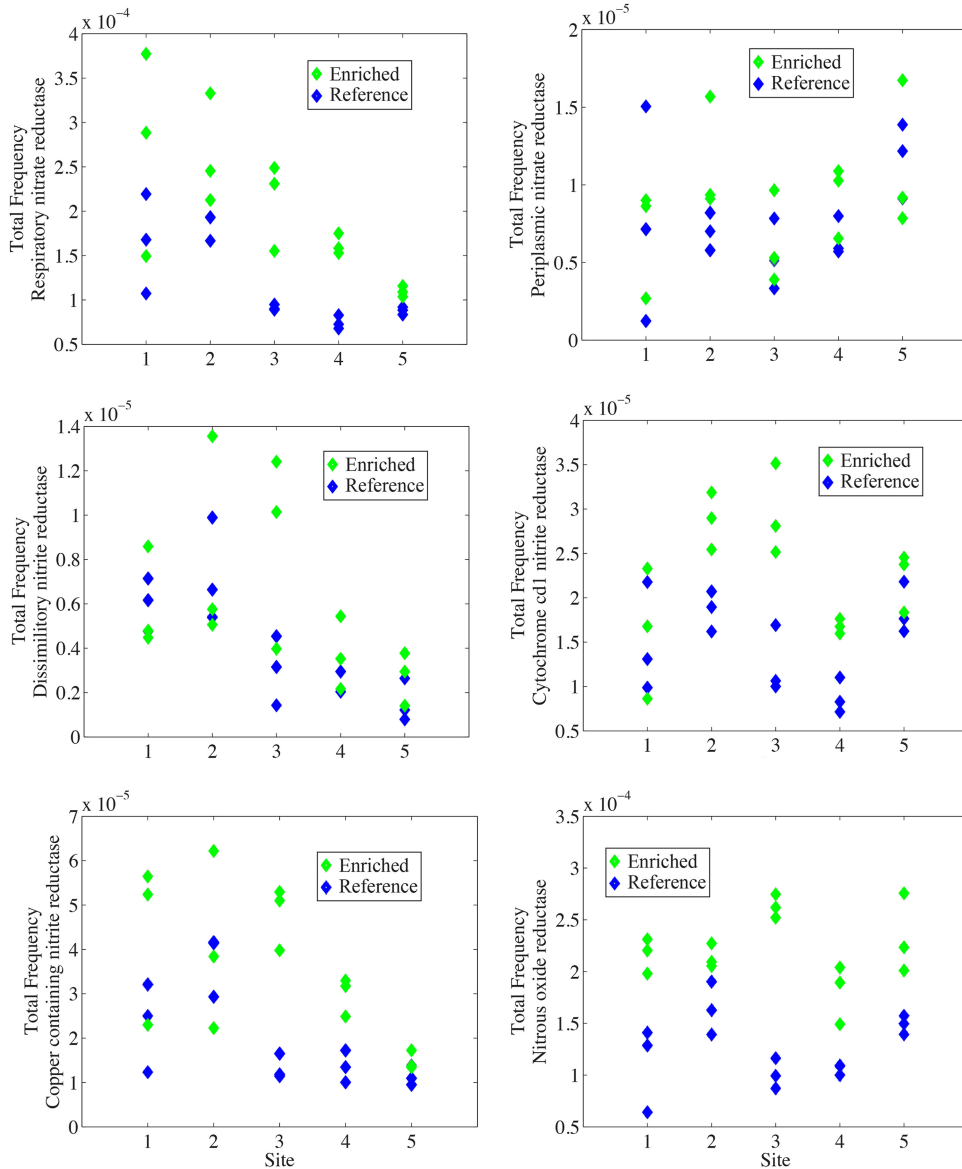 x 10⁻⁴
4
3.5
3
2.5
2
1.5
1
0.5
Total Frequency
Respiratory nitrate reductase
Enriched
Reference
1 2 3 4 5
x 10⁻⁵
2
1.5
1
0.5
0
Total Frequency
Periplasmic nitrate reductase
Enriched
Reference
1 2 3 4 5
x 10⁻⁵
1.4
1.2
1
0.8
0.6
0.4
0.2
0
Total Frequency
Dissimilitory nitrite reductase
Enriched
Reference
1 2 3 4 5
x 10⁻⁵
4
3.5
3
2.5
2
1.5
1
0.5
Total Frequency
Cytochrome cd1 nitrite reductase
Enriched
Reference
1 2 3 4 5
x 10⁻⁵
7
6
5
4
3
2
1
0
Total Frequency
Copper containing nitrite reductase
Enriched
Reference
1 2 3 4 5
Site
x 10⁻⁴
3.5
3
2.5
2
1.5
1
0.5
Total Frequency
Nitrous oxide reductase
Enriched
Reference
1 2 3 4 5
Site